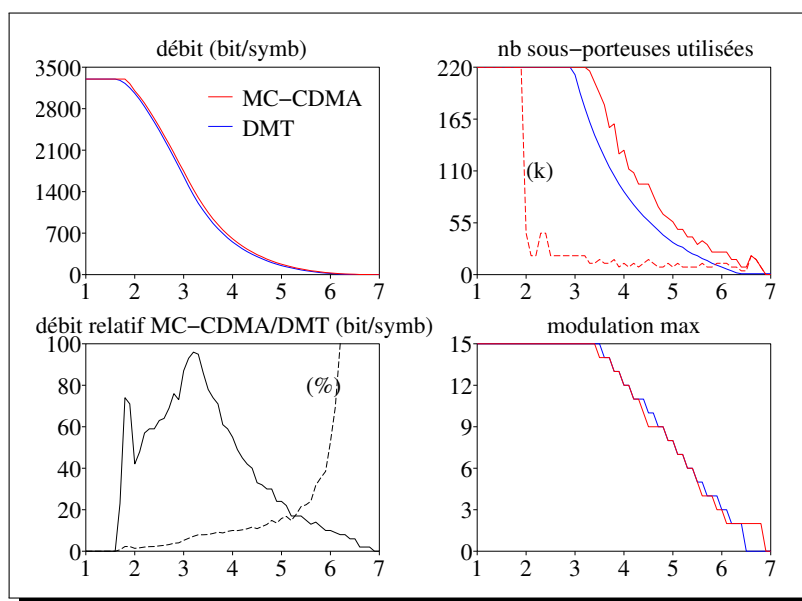 débit (bit/symb)
3500
2800
2100
1400
700
0
1 2 3 4 5 6 7
MC−CDMA
DMT
nb sous−porteuses utilisées
220
165
110
55
0
1 2 3 4 5 6 7
(k)
débit relatif MC−CDMA/DMT (bit/symb)
100
80
60
40
20
0
1 2 3 4 5 6 7
(%)
modulation max
15
12
9
6
3
0
1 2 3 4 5 6 7